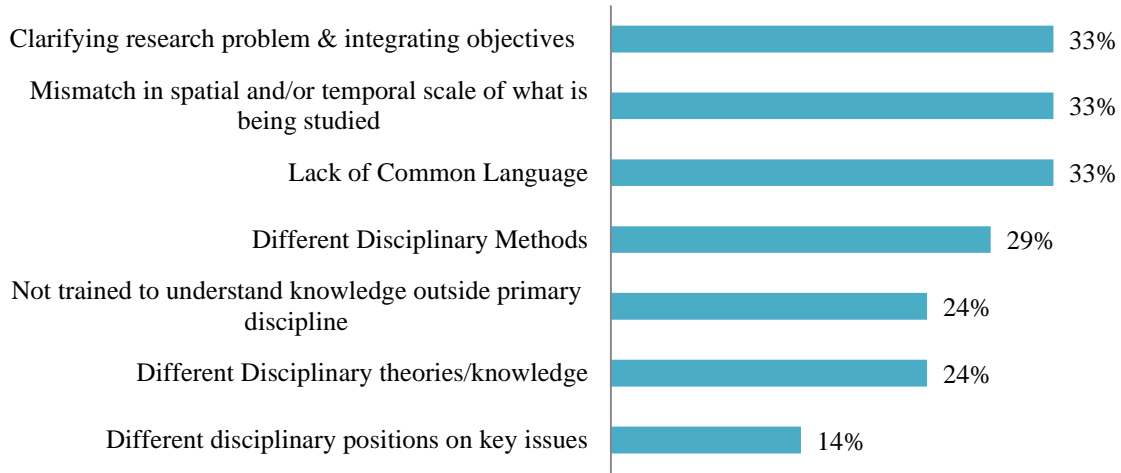 Clarifying research problem & integrating objectives 33%
Mismatch in spatial and/or temporal scale of what is
being studied 33%
Lack of Common Language 33%
Different Disciplinary Methods 29%
Not trained to understand knowledge outside primary
discipline 24%
Different Disciplinary theories/knowledge 24%
Different disciplinary positions on key issues 14%